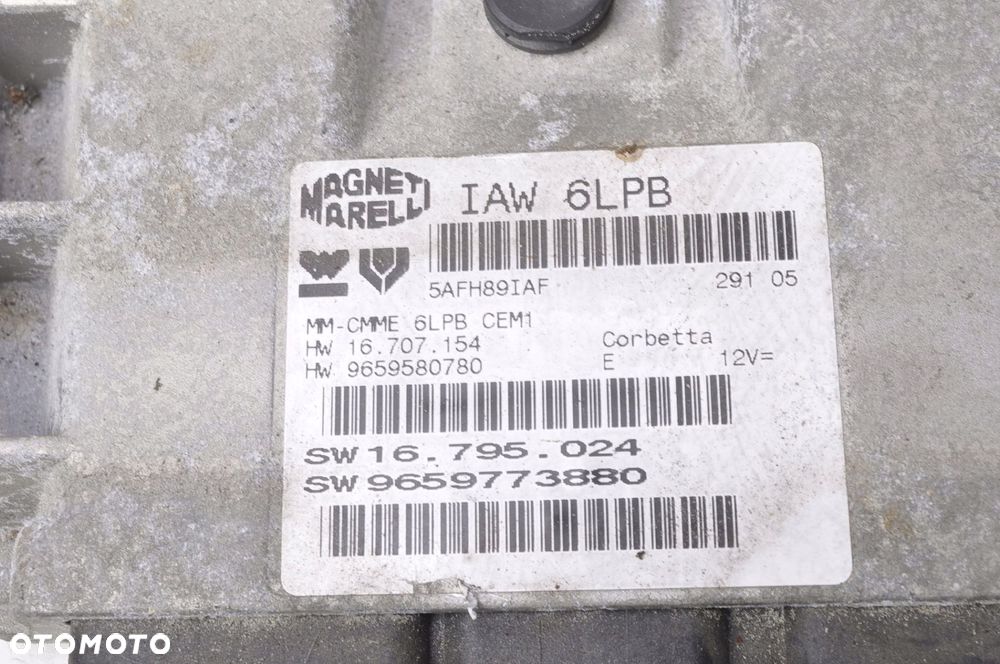 MAGNETI MARELLI
IAW 6LPB
5AFH89IAF 291 05
MM-CMME 6LPB CEM1
HW 16.707.154 Corbetta
HW 9659580780 E 12V=
SW 16.795.024
SW 9659773880
OTOMOTO